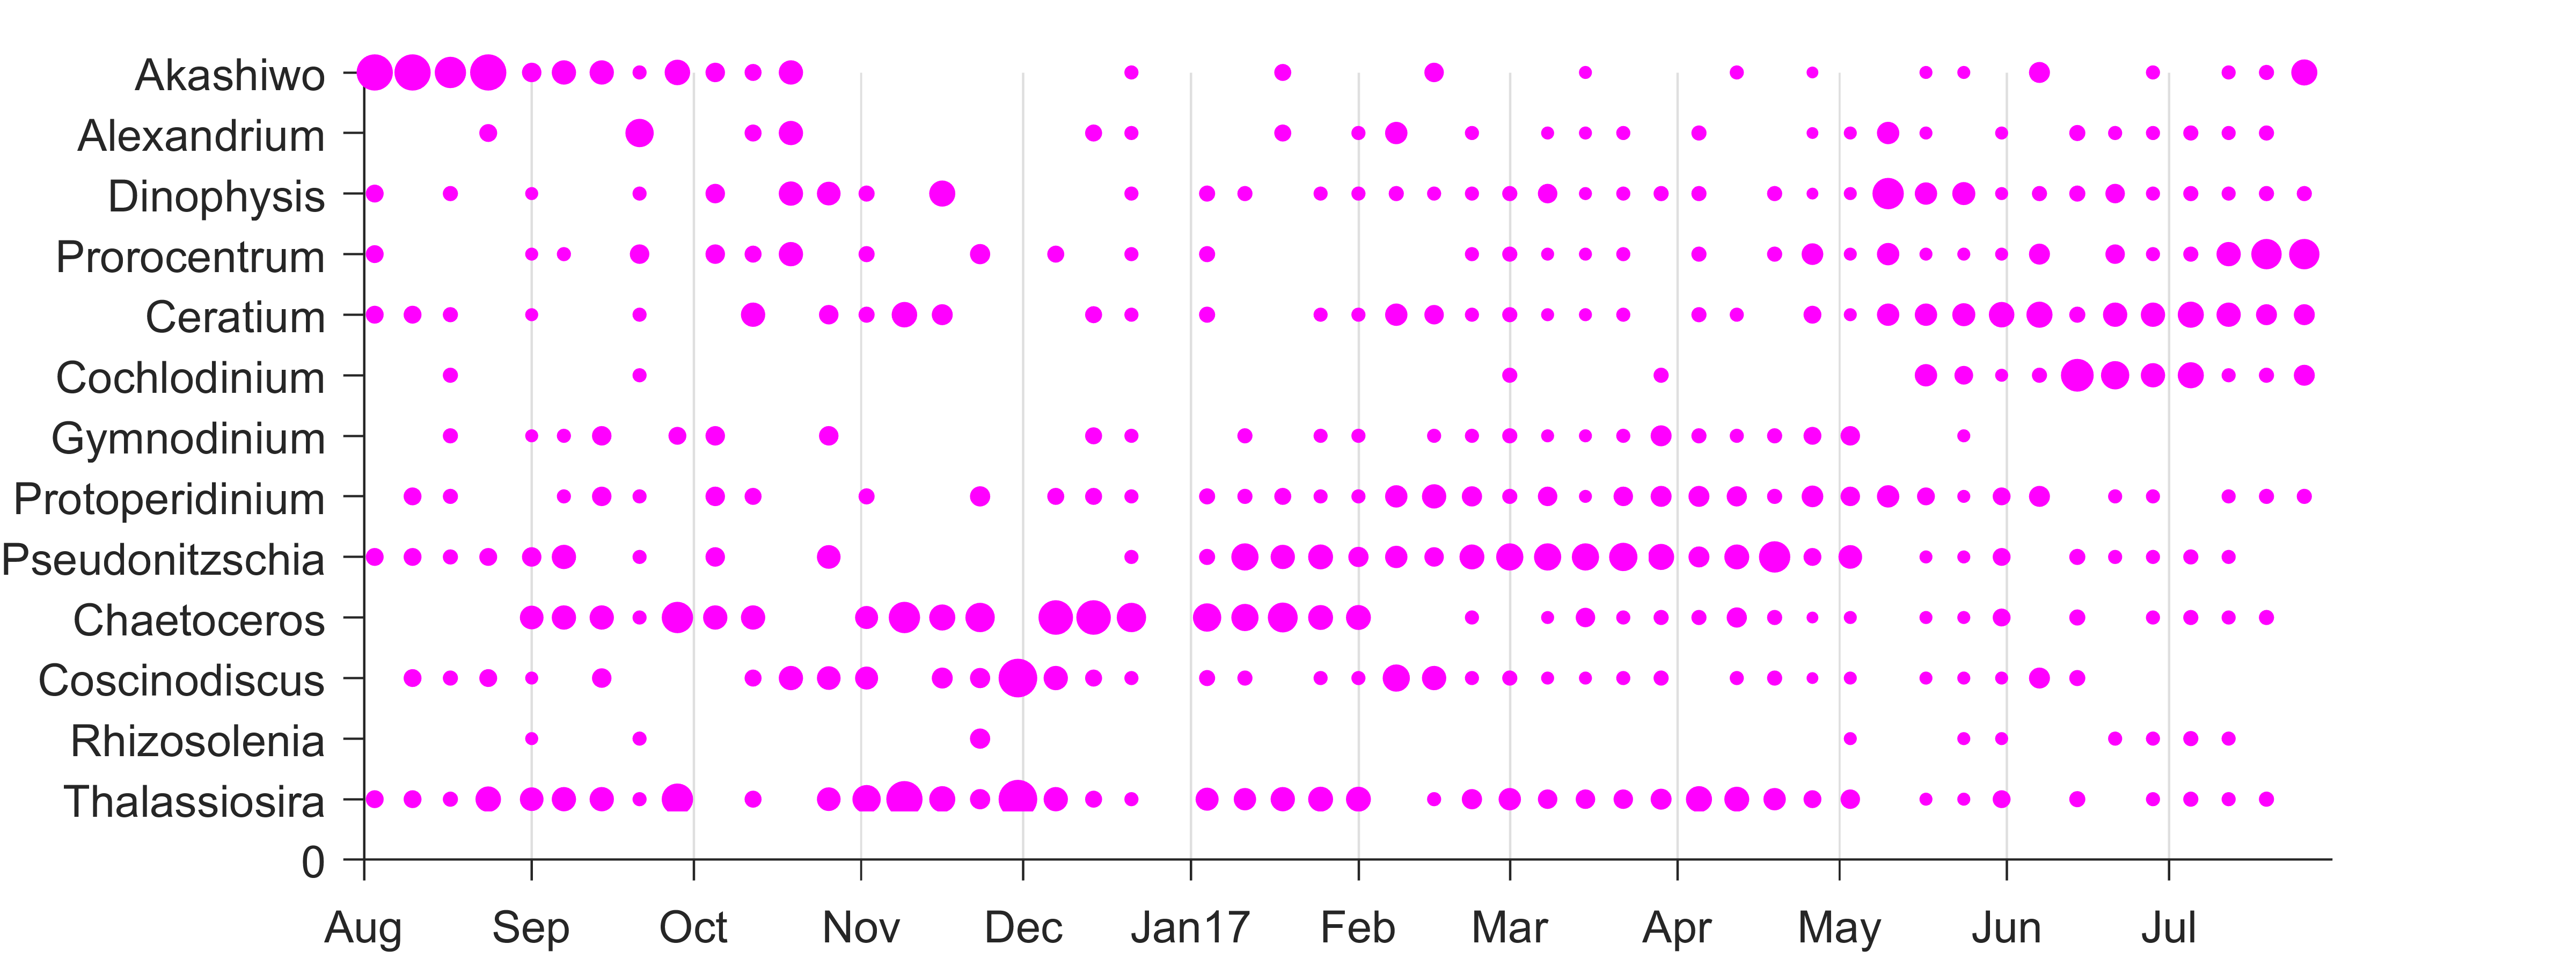 Akashiwo
Alexandrium
Dinophysis
Prorocentrum
Ceratium
Cochlodinium
Gymnodinium
Protoperidinium
Pseudonitzschia
Chaetoceros
Coscinodiscus
Rhizosolenia
Thalassiosira
0
Aug Sep Oct Nov Dec Jan17 Feb Mar Apr May Jun Jul